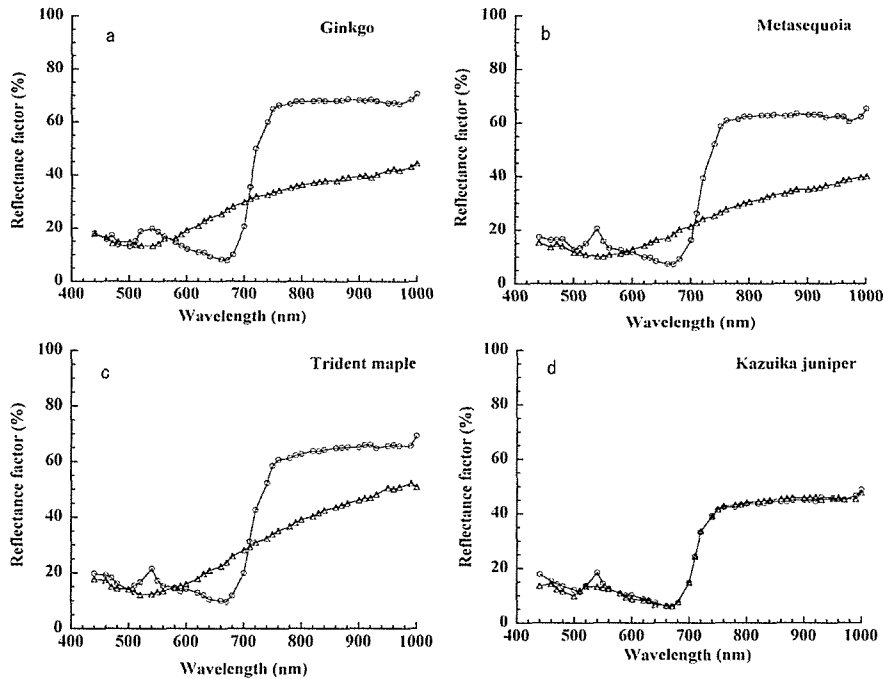 a
Ginkgo
100
80
60
40
20
0
400 500 600 700 800 900 1000
Reflectance factor (%)
Wavelength (nm)
b
Metasequoia
100
80
60
40
20
0
400 500 600 700 800 900 1000
Reflectance factor (%)
Wavelength (nm)
c
Trident maple
100
80
60
40
20
0
400 500 600 700 800 900 1000
Reflectance factor (%)
Wavelength (nm)
d
Kazuika juniper
100
80
60
40
20
0
400 500 600 700 800 900 1000
Reflectance factor (%)
Wavelength (nm)